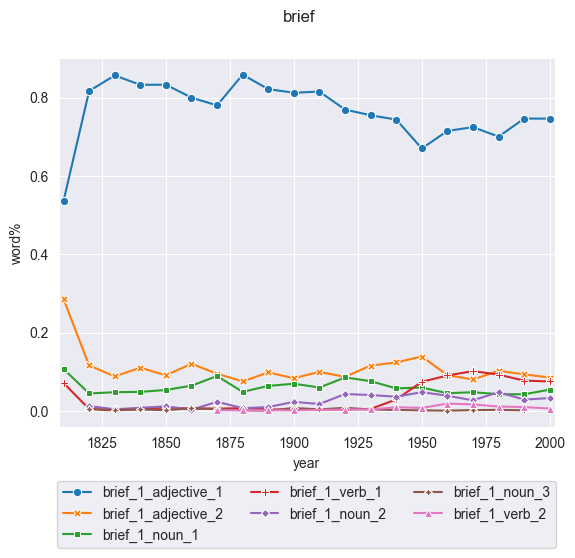 brief
0.8
0.6
0.4
0.2
0.0
word%
1825 1850 1875 1900 1925 1950 1975 2000
year
brief_1_adjective_1 brief_1_verb_1 brief_1_noun_3
brief_1_adjective_2 brief_1_noun_2 brief_1_verb_2
brief_1_noun_1